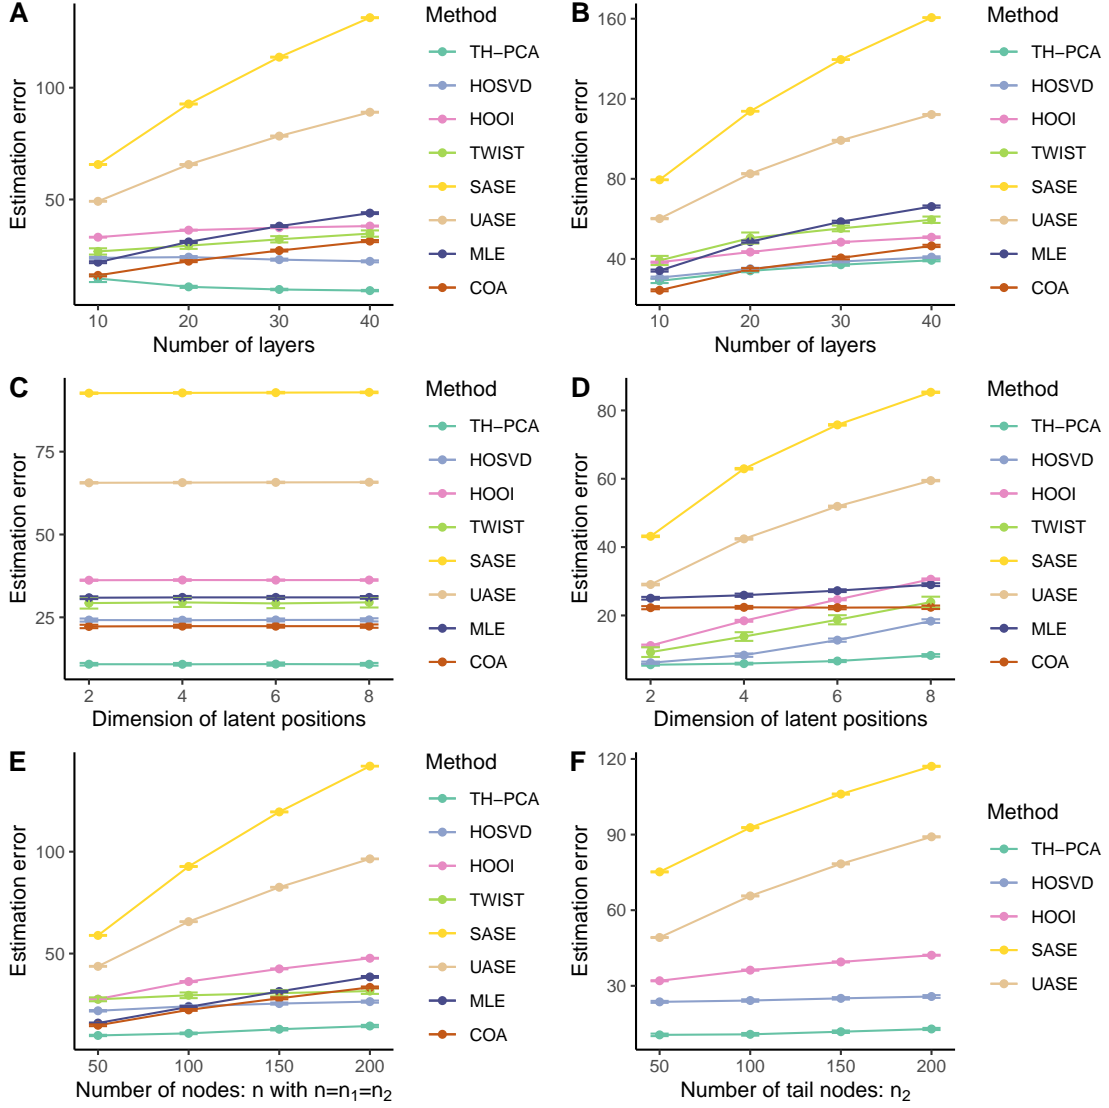 A
Estimation error
100
50
10 20 30 40
Number of layers
Method
TH−PCA
HOSVD
HOOI
TWIST
SASE
UASE
MLE
COA
B
Estimation error
160
120
80
40
10 20 30 40
Number of layers
Method
TH−PCA
HOSVD
HOOI
TWIST
SASE
UASE
MLE
COA
C
Estimation error
75
50
25
2 4 6 8
Dimension of latent positions
Method
TH−PCA
HOSVD
HOOI
TWIST
SASE
UASE
MLE
COA
D
Estimation error
80
60
40
20
2 4 6 8
Dimension of latent positions
Method
TH−PCA
HOSVD
HOOI
TWIST
SASE
UASE
MLE
COA
E
Estimation error
100
50
50 100 150 200
Number of nodes: n with n=n₁=n₂
Method
TH−PCA
HOSVD
HOOI
TWIST
SASE
UASE
MLE
COA
F
Estimation error
120
90
60
30
50 100 150 200
Number of tail nodes: n₂
Method
TH−PCA
HOSVD
HOOI
SASE
UASE